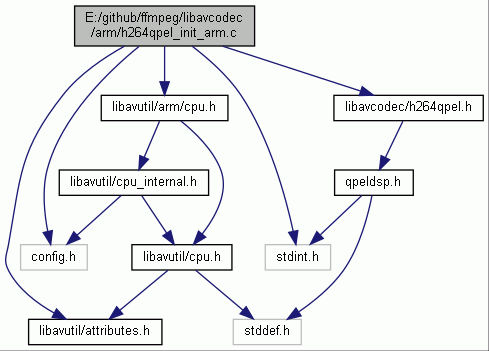 E:/github/ffmpeg/libavcodec
/arm/h264qpel_init_arm.c
libavutil/arm/cpu.h
libavcodec/h264qpel.h
libavutil/cpu_internal.h
qpeldsp.h
config.h
libavutil/cpu.h
stdint.h
libavutil/attributes.h
stddef.h